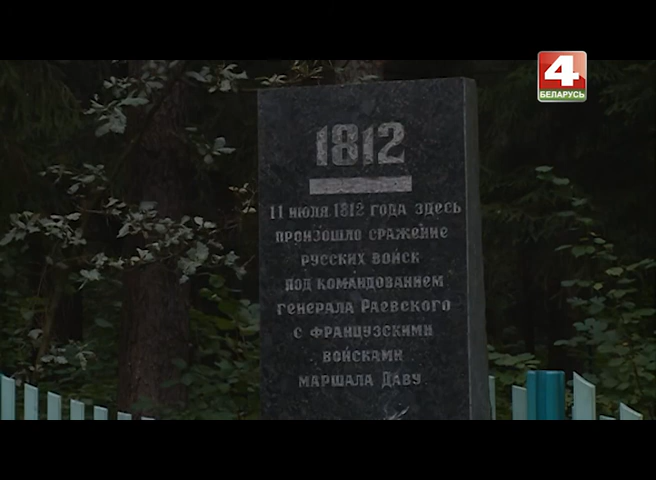 4
БЕЛАРУСЬ
1812
11 июля 1812 года здесь
произошло сражение
русских войск
под командованием
генерала Раевского
с французскими
войсками
маршала Даву